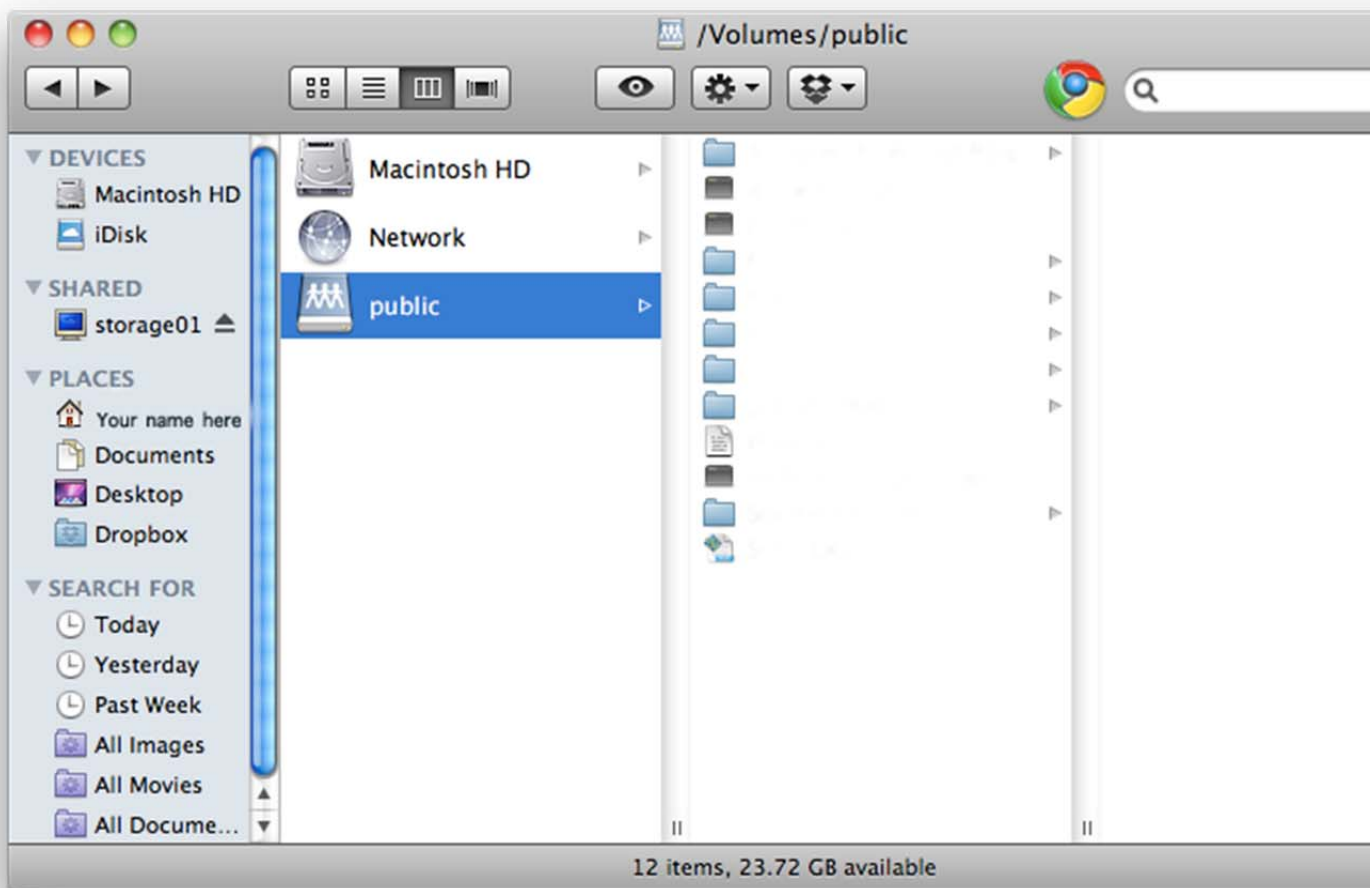 /Volumes/public
DEVICES
Macintosh HD
iDisk
SHARED
storage01
PLACES
Your name here
Documents
Desktop
Dropbox
SEARCH FOR
Today
Yesterday
Past Week
All Images
All Movies
All Docume...
Macintosh HD
Network
public
12 items, 23.72 GB available